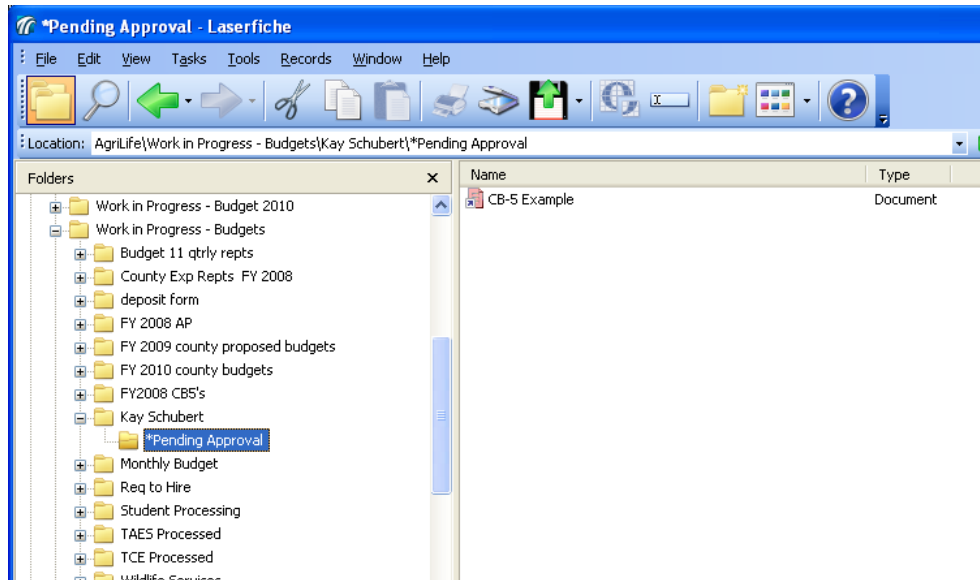 *Pending Approval - Laserfiche
File Edit View Tasks Tools Records Window Help
Location: AgriLife\Work in Progress - Budgets\Kay Schubert\*Pending Approval
Folders x Name Type
Work in Progress - Budget 2010
CB-5 Example Document
Work in Progress - Budgets
Budget 11 qtrly repts
County Exp Repts FY 2008
deposit form
FY 2008 AP
FY 2009 county proposed budgets
FY 2010 county budgets
FY2008 CB5's
Kay Schubert
*Pending Approval
Monthly Budget
Req to Hire
Student Processing
TAES Processed
TCE Processed
Wildlife Services